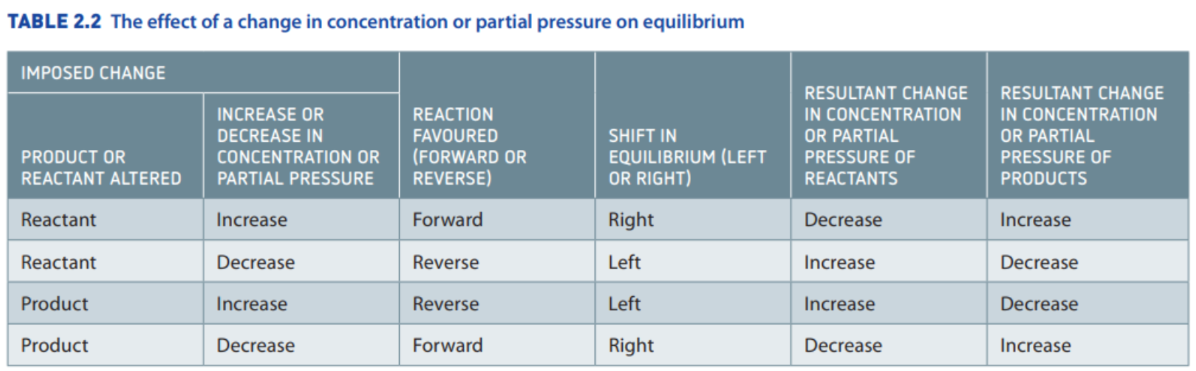 TABLE 2.2 The effect of a change in concentration or partial pressure on equilibrium
IMPOSED CHANGE
PRODUCT OR
REACTANT ALTERED
INCREASE OR
DECREASE IN
CONCENTRATION OR
PARTIAL PRESSURE
REACTION
FAVOURED
(FORWARD OR
REVERSE)
SHIFT IN
EQUILIBRIUM (LEFT
OR RIGHT)
RESULTANT CHANGE
IN CONCENTRATION
OR PARTIAL
PRESSURE OF
REACTANTS
RESULTANT CHANGE
IN CONCENTRATION
OR PARTIAL
PRESSURE OF
PRODUCTS
Reactant Increase Forward Right Decrease Increase
Reactant Decrease Reverse Left Increase Decrease
Product Increase Reverse Left Increase Decrease
Product Decrease Forward Right Decrease Increase